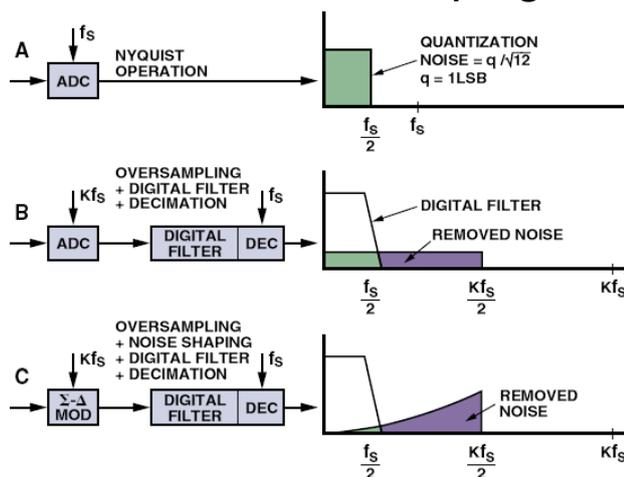 A
fS
ADC
NYQUIST
OPERATION
QUANTIZATION
NOISE = q /√12
q = 1LSB
fS
2
fS
B
KfS
OVERSAMPLING
+ DIGITAL FILTER
+ DECIMATION
fS
ADC
DIGITAL
FILTER
DEC
DIGITAL FILTER
REMOVED NOISE
fS
2
KfS
2
KfS
C
KfS
OVERSAMPLING
+ NOISE SHAPING
+ DIGITAL FILTER
+ DECIMATION
fS
Σ-Δ
MOD
DIGITAL
FILTER
DEC
REMOVED
NOISE
fS
2
KfS
2
KfS